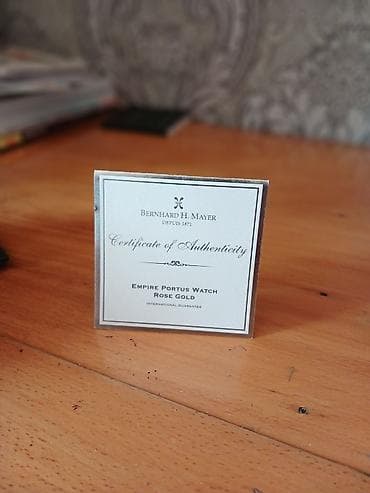 BERNHARD H. MAYER
DEPUIS 1871
Certificate of Authenticity
EMPIRE PORTUS WATCH
ROSE GOLD
INTERNATIONAL GUARANTEE